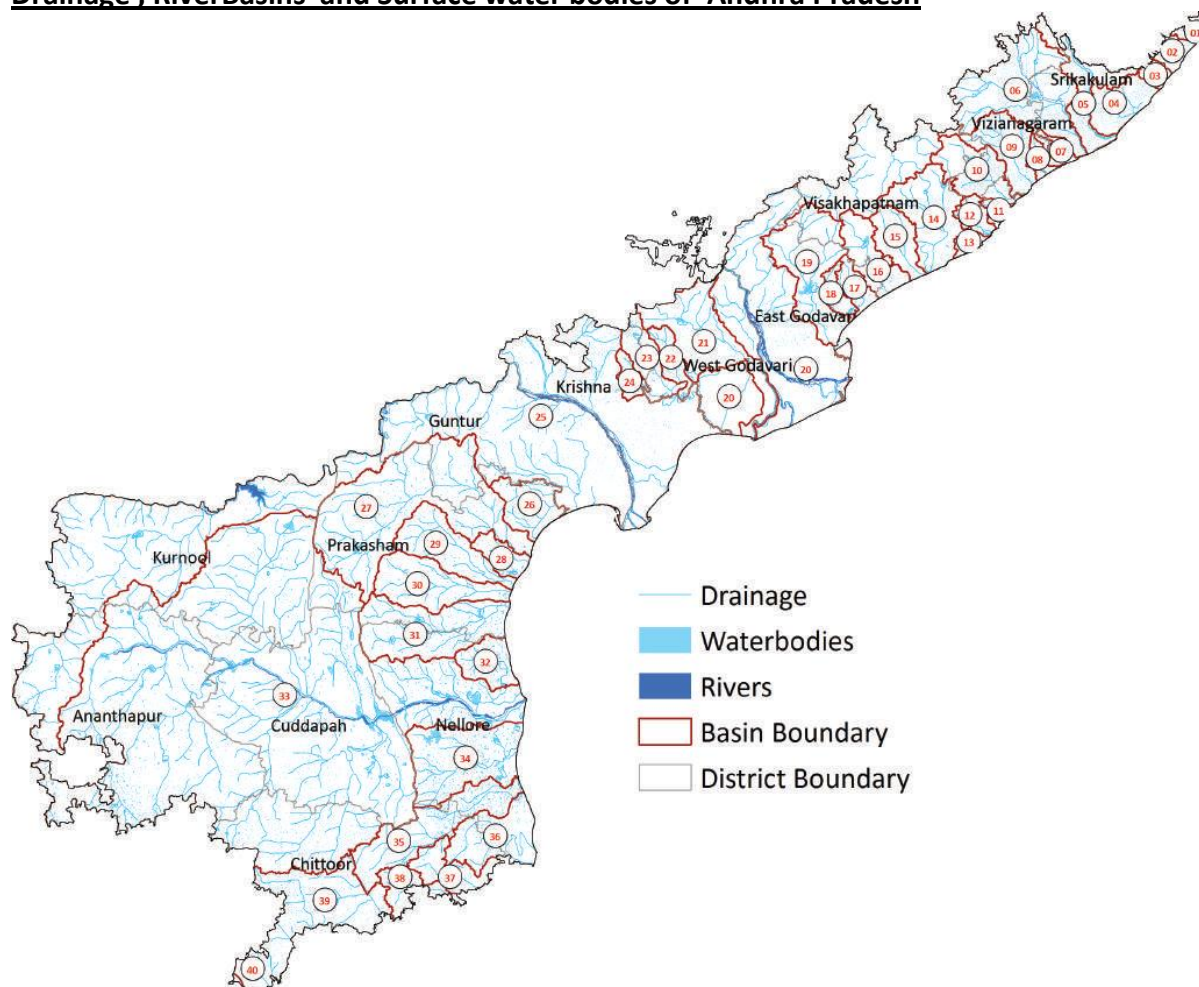 Drainage , RiverBasins and Surface water bodies of Andhra Pradesh
01
02
03
Srikakulam
06
05
04
Vizianagaram
09
07
08
10
Visakhapatnam
12
11
14
15
13
19
16
17
18
East Godavari
21
23
22
West Godavari
20
24
Krishna
20
25
Guntur
26
27
Prakasham
29
28
Kurnool
30
31
32
33
Ananthapur
Cuddapah
Nellore
34
35
36
Chittoor
38
37
39
40
Drainage
Waterbodies
Rivers
Basin Boundary
District Boundary